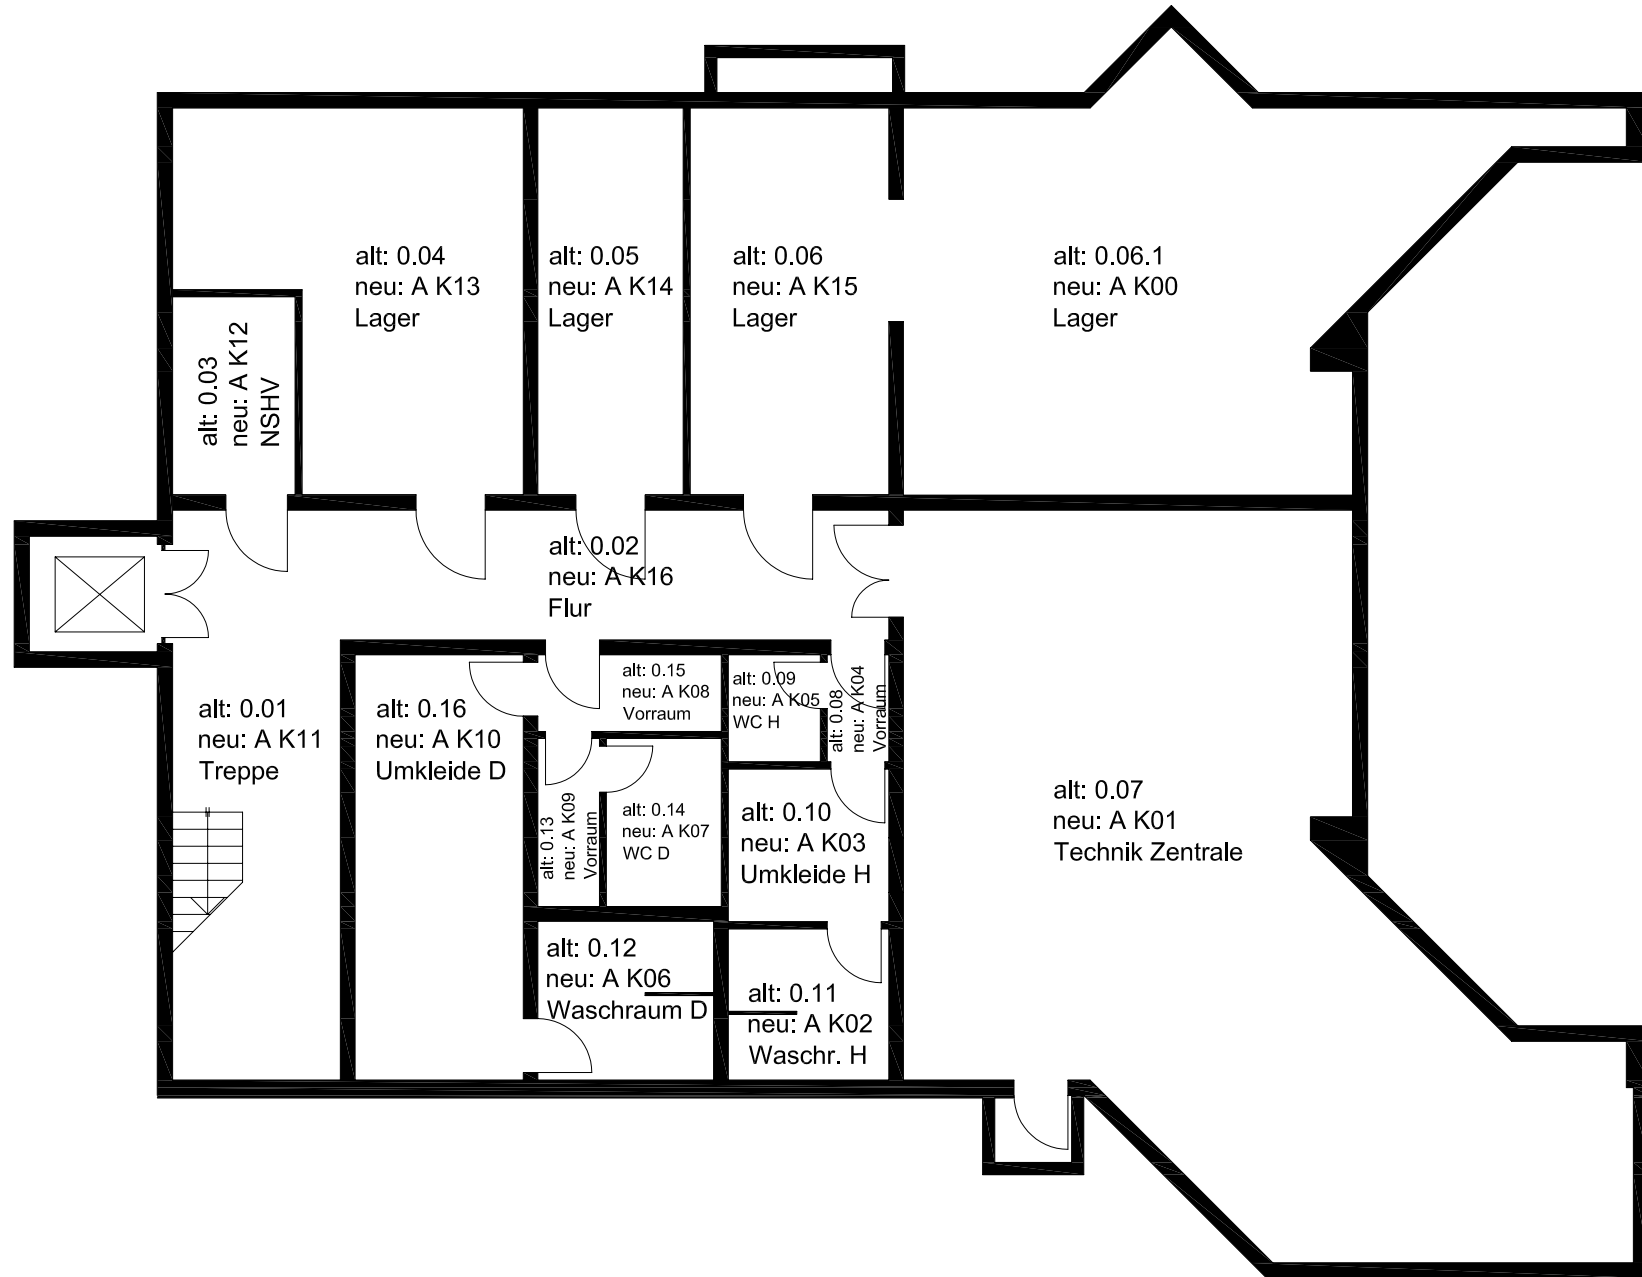 alt: 0.04
neu: A K13
Lager
alt: 0.05
neu: A K14
Lager
alt: 0.06
neu: A K15
Lager
alt: 0.06.1
neu: A K00
Lager
alt: 0.03
neu: A K12
NSHV
alt: 0.02
neu: A K16
Flur
alt: 0.01
neu: A K11
Treppe
alt: 0.16
neu: A K10
Umkleide D
alt: 0.15
neu: A K08
Vorraum
alt: 0.09
neu: A K05
WC H
alt: 0.08
neu: A K04
Vorraum
alt: 0.13
neu: A K09
Vorraum
alt: 0.14
neu: A K07
WC D
alt: 0.10
neu: A K03
Umkleide H
alt: 0.07
neu: A K01
Technik Zentrale
alt: 0.12
neu: A K06
Waschraum D
alt: 0.11
neu: A K02
Waschr. H